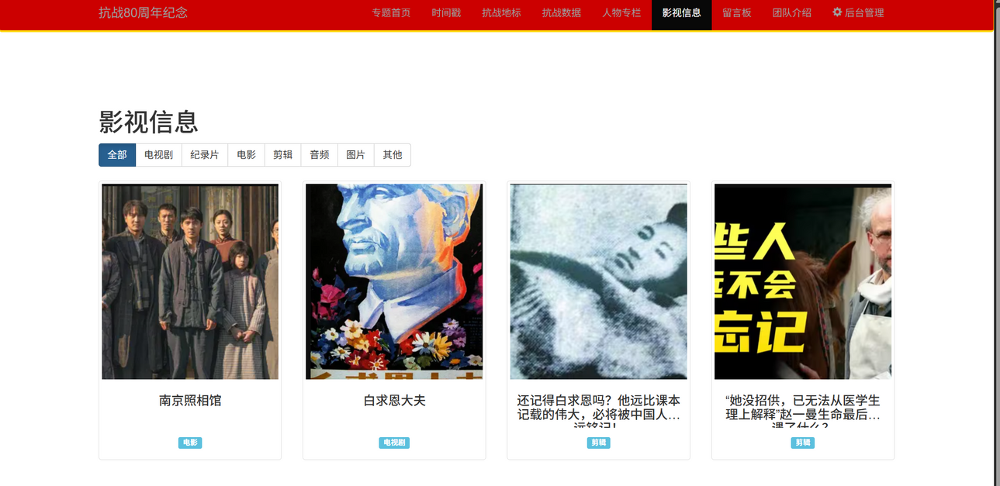 抗战80周年纪念
专题首页 时间戳 抗战地标 抗战数据 人物专栏 影视信息 留言板 团队介绍 后台管理
影视信息
全部 电视剧 纪录片 电影 剪辑 音频 图片 其他
些人
不会
忘记
南京照相馆
电影
白求恩大夫
电视剧
还记得白求恩吗？他远比课本
记载的伟大，必将被中国人…
远铭记！
剪辑
“她没招供，已无法从医学生
理上解释”赵一曼生命最后…
遇了什么？
剪辑